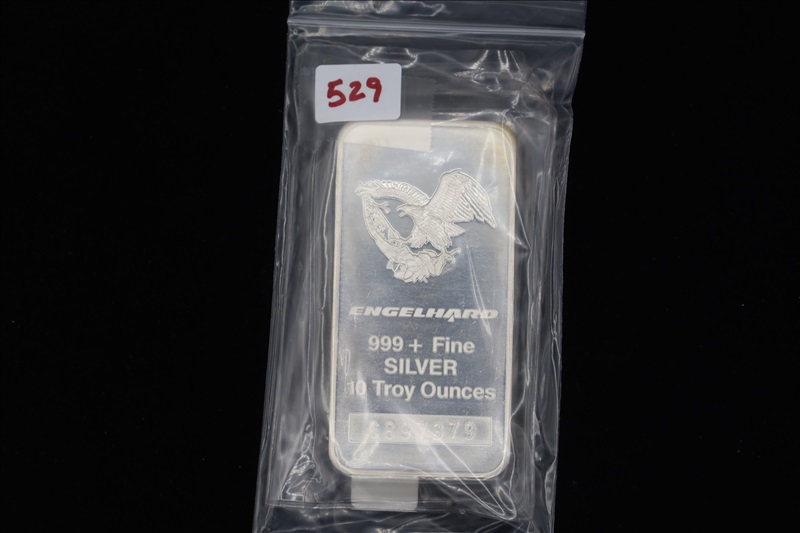 529
ENGELHARD
999+ Fine
SILVER
10 Troy Ounces